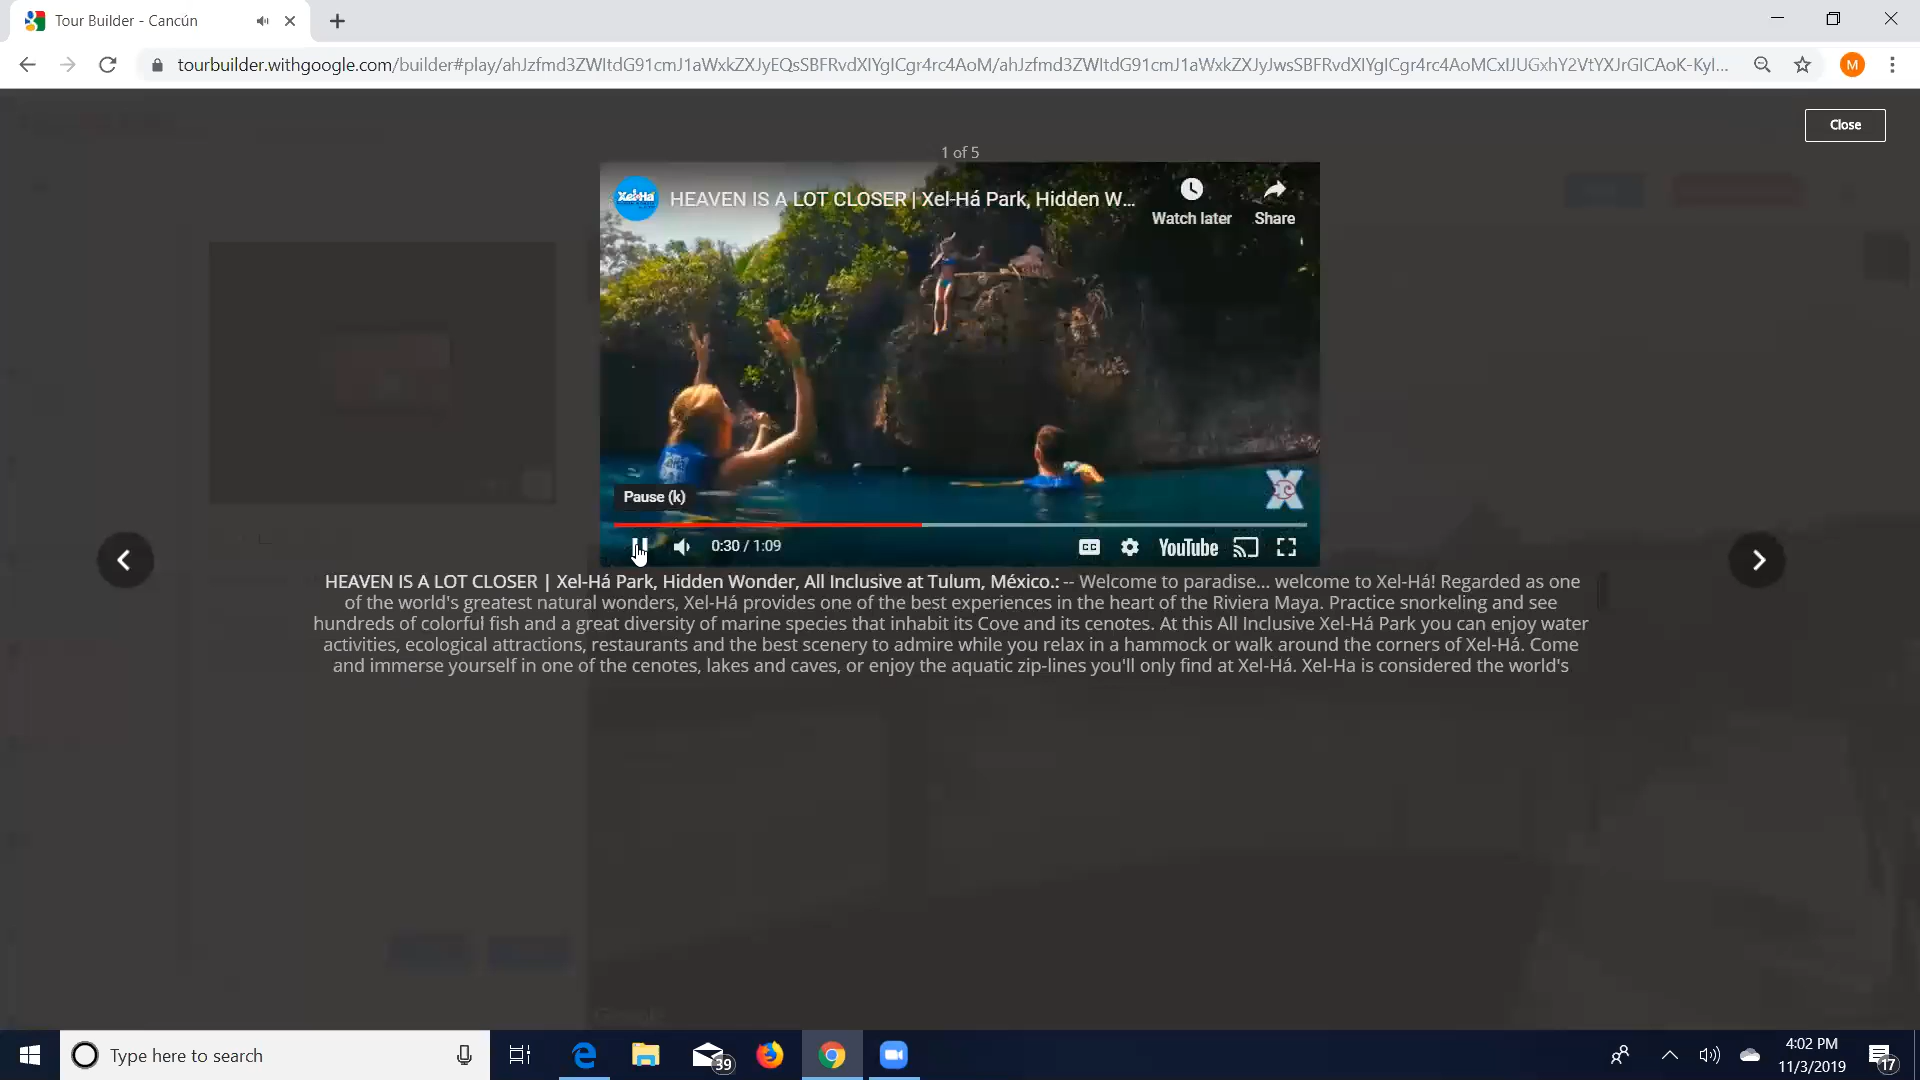 Tour Builder - Cancún
tourbuilder.withgoogle.com/builder#play/ahJzfmd3ZWItdG91cmJ1aWxkZXJyEQsSBFRvdXIYgICgr4rc4AoM/ahJzfmd3ZWItdG91cmJ1aWxkZXJyJwsSBFRvdXIYgICgr4rc4AoMCxIJUGxhY2VtYXJrGICAoK-KyI...
M
Close
1 of 5
Xel-Há
HEAVEN IS A LOT CLOSER | Xel-Há Park, Hidden W...
Watch later
Share
Pause (k)
0:30 / 1:09
CC
YouTube
HEAVEN IS A LOT CLOSER | Xel-Há Park, Hidden Wonder, All Inclusive at Tulum, México.: -- Welcome to paradise... welcome to Xel-Há! Regarded as one
of the world's greatest natural wonders, Xel-Há provides one of the best experiences in the heart of the Riviera Maya. Practice snorkeling and see
hundreds of colorful fish and a great diversity of marine species that inhabit its Cove and its cenotes. At this All Inclusive Xel-Há Park you can enjoy water
activities, ecological attractions, restaurants and the best scenery to admire while you relax in a hammock or walk around the corners of Xel-Há. Come
and immerse yourself in one of the cenotes, lakes and caves, or enjoy the aquatic zip-lines you'll only find at Xel-Há. Xel-Ha is considered the world's
Type here to search
39
4:02 PM
11/3/2019
17